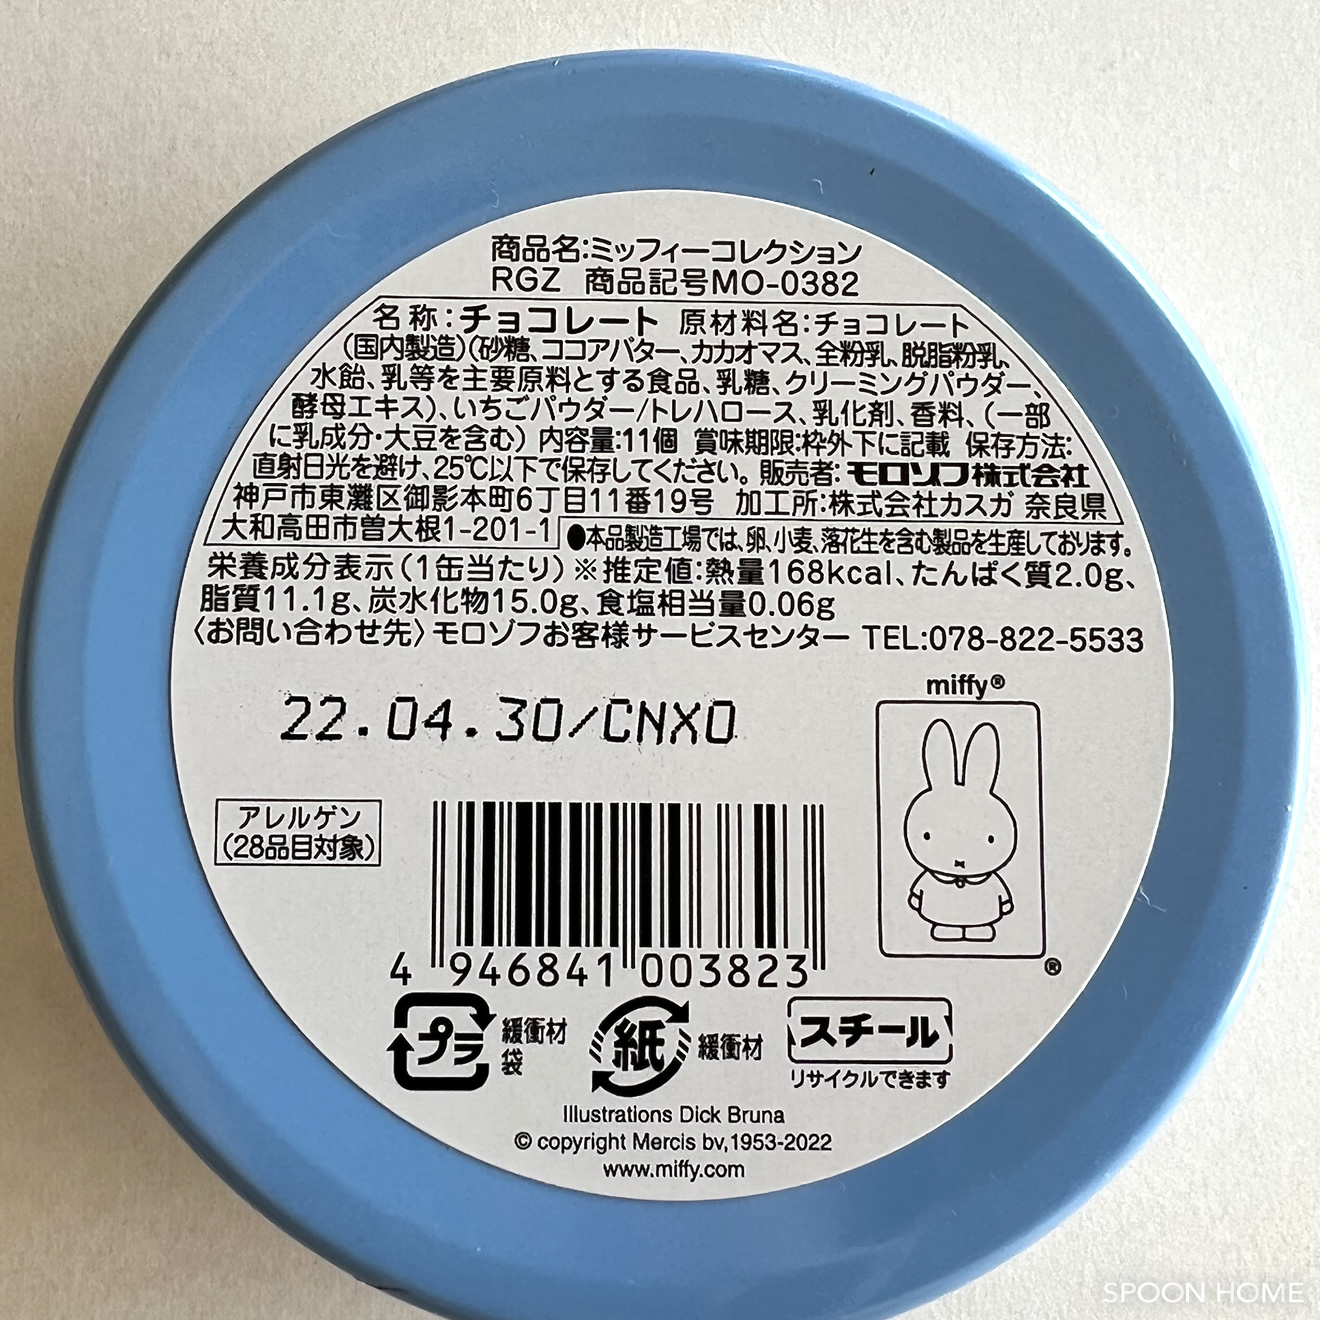 商品名:ミッフィーコレクション
RGZ 商品記号MO-0382
名称:チョコレート 原材料名:チョコレート
(国内製造)(砂糖、ココアバター、カカオマス、全粉乳、脱脂粉乳、
水飴、乳等を主要原料とする食品、乳糖、クリーミングパウダー、
酵母エキス)、いちごパウダー/トレハロース、乳化剤、香料、(一部
に乳成分・大豆を含む) 内容量:11個 賞味期限:枠外下に記載 保存方法:
直射日光を避け、25℃以下で保存してください。 販売者:モロゾフ株式会社
神戸市東灘区御影本町6丁目11番19号 加工所:株式会社カスガ 奈良県
大和高田市曽大根1-201-1
●本品製造工場では、卵、小麦、落花生を含む製品を生産しております。
栄養成分表示(1缶当たり)※推定値:熱量168kcal、たんぱく質2.0g、
脂質11.1g、炭水化物15.0g、食塩相当量0.06g
〈お問い合わせ先〉モロゾフお客様サービスセンター TEL:078-822-5533
22.04.30/CNX0
miffy®
®
アレルゲン
(28品目対象)
4 946841 003823
プラ
緩衝材
袋
紙
緩衝材
スチール
リサイクルできます
Illustrations Dick Bruna
© copyright Mercis bv,1953-2022
www.miffy.com
SPOON HOME